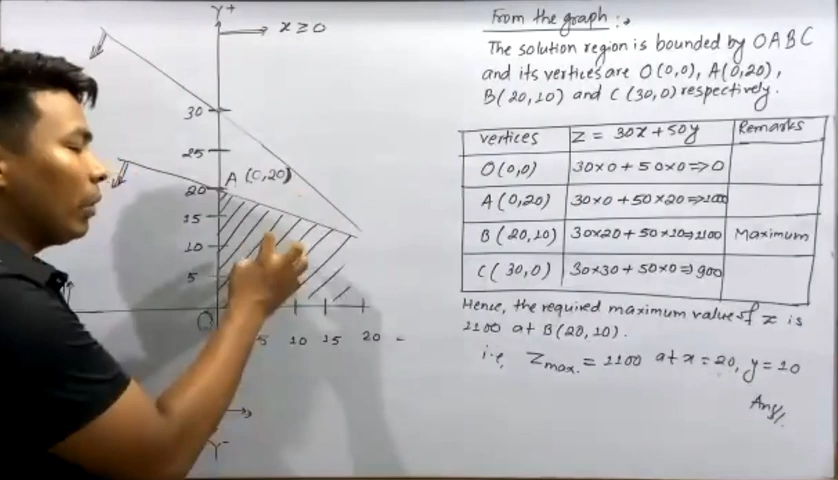 Y+
x ≥ 0
30
25
A (0,20)
20
15
10
5
O
5 10 15 20
Y-
From the graph :-
The solution region is bounded by OABC
and its vertices are O(0,0), A(0,20),
B(20,10) and C(30,0) respectively.
vertices Z = 30x+50y Remarks
O(0,0) 30×0 + 50×0 ⇒ 0
A(0,20) 30×0 + 50×20 ⇒ 1000
B(20,10) 30×20 + 50×10 ⇒ 1100 Maximum
C(30,0) 30×30 + 50×0 ⇒ 900
Hence, the required maximum value of z is
1100 at B(20,10).
i.e, Zmax. = 1100 at x = 20, y = 10
Ans/.